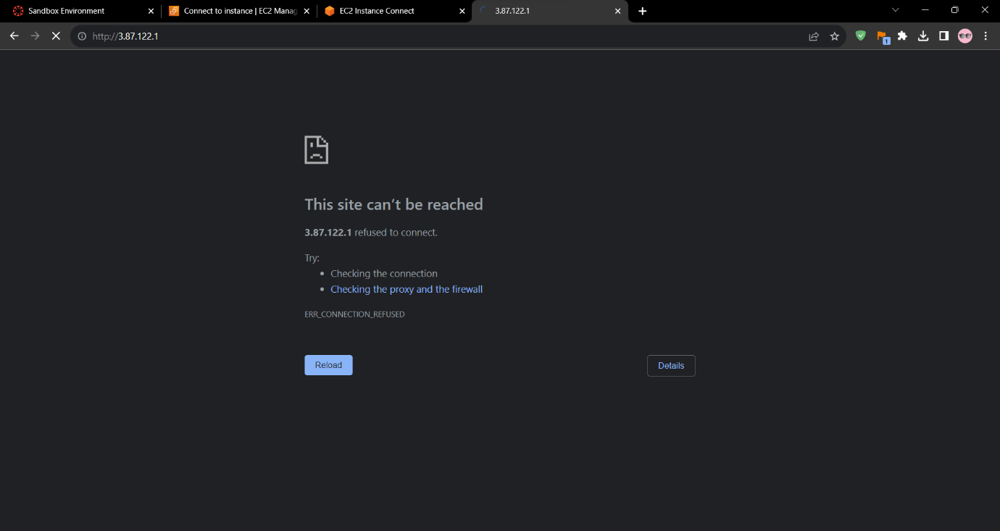 Sandbox Environment
Connect to instance | EC2 Manag
EC2 Instance Connect
3.87.122.1
http://3.87.122.1
1
This site can't be reached
3.87.122.1 refused to connect.
Try:
• Checking the connection
• Checking the proxy and the firewall
ERR_CONNECTION_REFUSED
Reload
Details